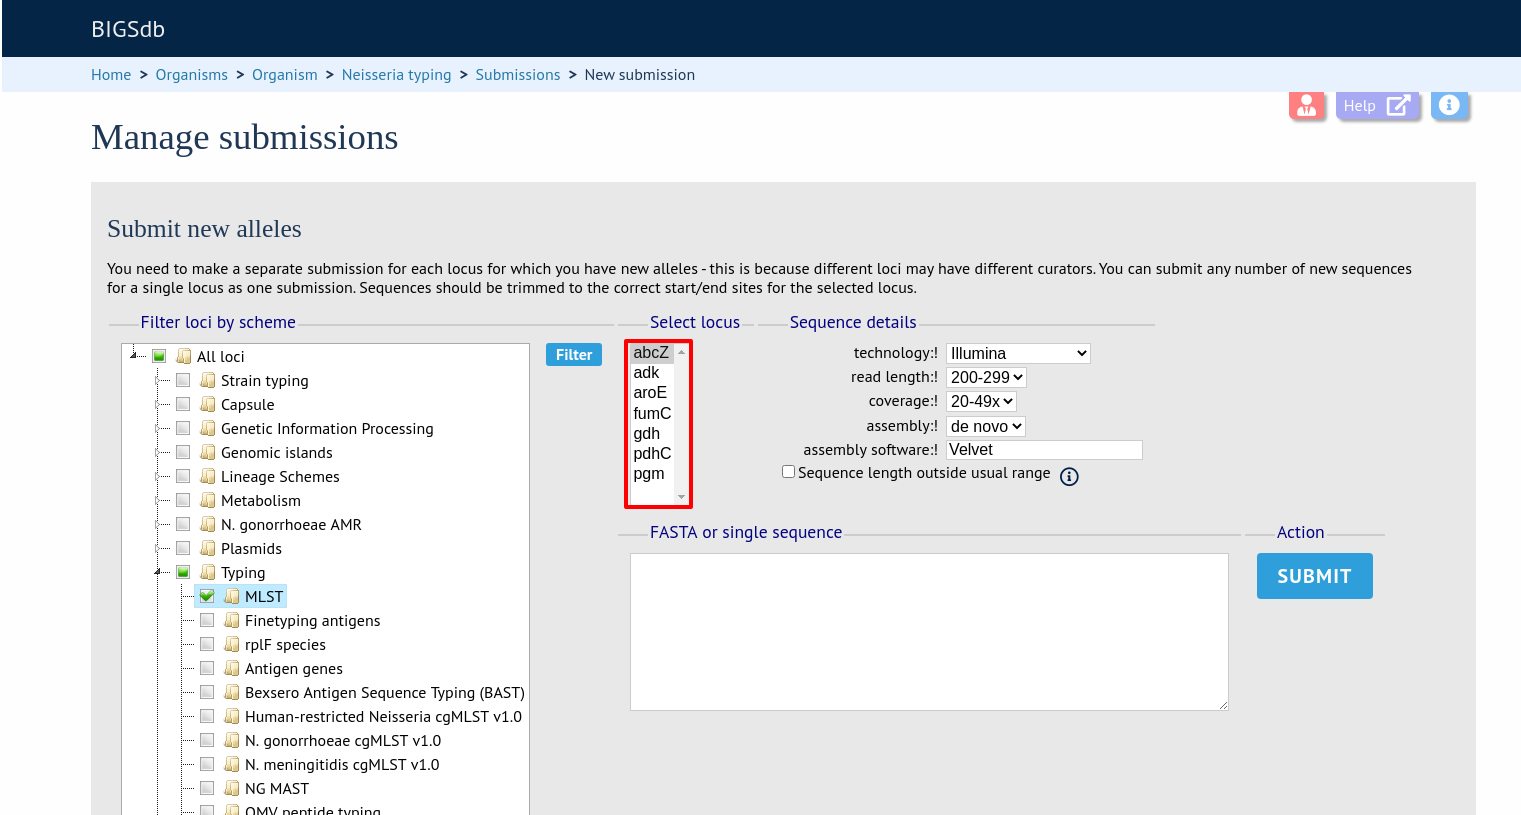 BIGSdb
Home > Organisms > Organism > Neisseria typing > Submissions > New submission
Help
Manage submissions
Submit new alleles
You need to make a separate submission for each locus for which you have new alleles - this is because different loci may have different curators. You can submit any number of new sequences
for a single locus as one submission. Sequences should be trimmed to the correct start/end sites for the selected locus.
Filter loci by scheme
All loci
Strain typing
Capsule
Genetic Information Processing
Genomic islands
Lineage Schemes
Metabolism
N. gonorrhoeae AMR
Plasmids
Typing
MLST
Finetyping antigens
rplF species
Antigen genes
Bexsero Antigen Sequence Typing (BAST)
Human-restricted Neisseria cgMLST v1.0
N. gonorrhoeae cgMLST v1.0
N. meningitidis cgMLST v1.0
NG MAST
OMV peptide typing
Filter
Select locus
abcZ
adk
aroE
fumC
gdh
pdhC
pgm
Sequence details
technology:! Illumina
read length:! 200-299
coverage:! 20-49x
assembly:! de novo
assembly software:! Velvet
Sequence length outside usual range
FASTA or single sequence
Action
SUBMIT